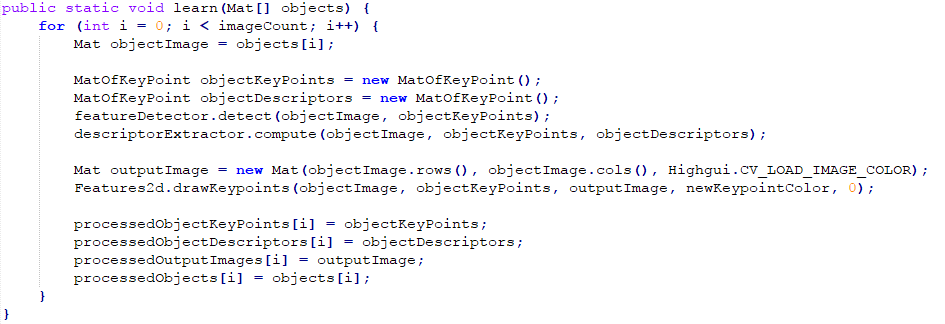 public static void learn(Mat[] objects) {
    for (int i = 0; i < imageCount; i++) {
        Mat objectImage = objects[i];

        MatOfKeyPoint objectKeyPoints = new MatOfKeyPoint();
        MatOfKeyPoint objectDescriptors = new MatOfKeyPoint();
        featureDetector.detect(objectImage, objectKeyPoints);
        descriptorExtractor.compute(objectImage, objectKeyPoints, objectDescriptors);

        Mat outputImage = new Mat(objectImage.rows(), objectImage.cols(), Highgui.CV_LOAD_IMAGE_COLOR);
        Features2d.drawKeypoints(objectImage, objectKeyPoints, outputImage, newKeypointColor, 0);

        processedObjectKeyPoints[i] = objectKeyPoints;
        processedObjectDescriptors[i] = objectDescriptors;
        processedOutputImages[i] = outputImage;
        processedObjects[i] = objects[i];
    }
}